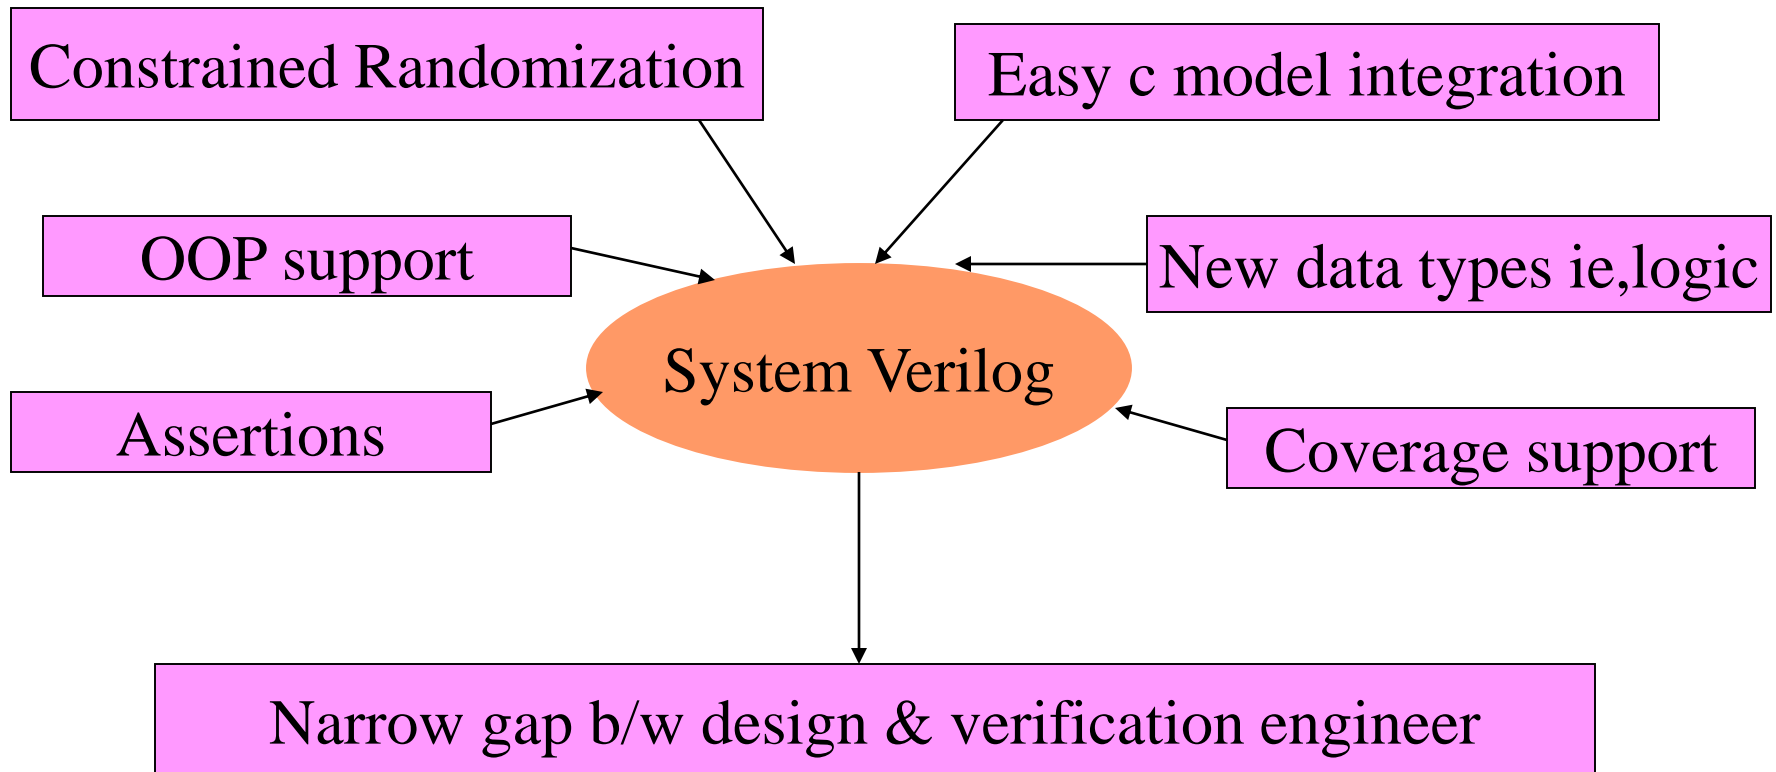 Constrained Randomization
Easy c model integration
OOP support
New data types ie,logic
System Verilog
Assertions
Coverage support
Narrow gap b/w design & verification engineer